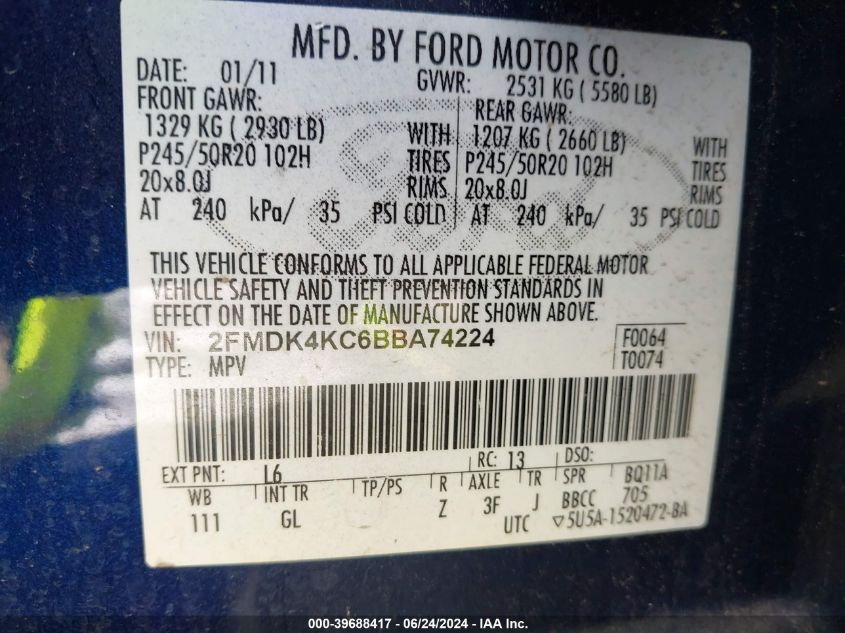 MFD. BY FORD MOTOR CO.
DATE: 01/11 GVWR: 2531 KG ( 5580 LB)
FRONT GAWR: REAR GAWR:
1329 KG ( 2930 LB) WITH 1207 KG ( 2660 LB) WITH
P245/50R20 102H TIRES P245/50R20 102H TIRES
20x8.0J RIMS 20x8.0J RIMS
AT 240 kPa/ 35 PSI COLD AT 240 kPa/ 35 PSI COLD
THIS VEHICLE CONFORMS TO ALL APPLICABLE FEDERAL MOTOR
VEHICLE SAFETY AND THEFT PREVENTION STANDARDS IN
EFFECT ON THE DATE OF MANUFACTURE SHOWN ABOVE.
VIN: 2FMDK4KC6BBA74224 F0064
TYPE: MPV T0074
EXT PNT: L6 RC: 13 DSO:
WB INT TR TP/PS R AXLE TR SPR BQ11A
111 GL Z 3F J BBCC 705
UTC ▽5U5A-1520472-BA
000-39688417 - 06/24/2024 - IAA Inc.